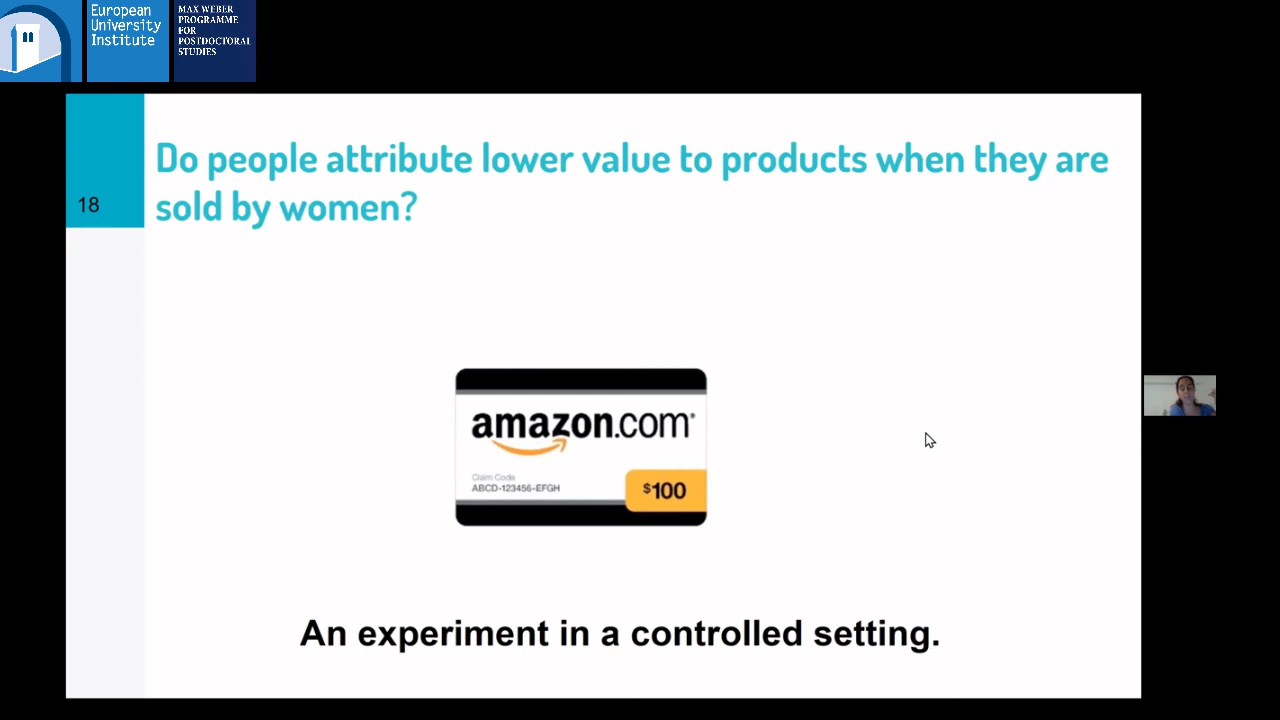 European
University
Institute
MAX WEBER
PROGRAMME
FOR
POSTDOCTORAL
STUDIES
18
Do people attribute lower value to products when they are
sold by women?
amazon.com
Claim Code
ABCD-123456-EFGH
$100
An experiment in a controlled setting.